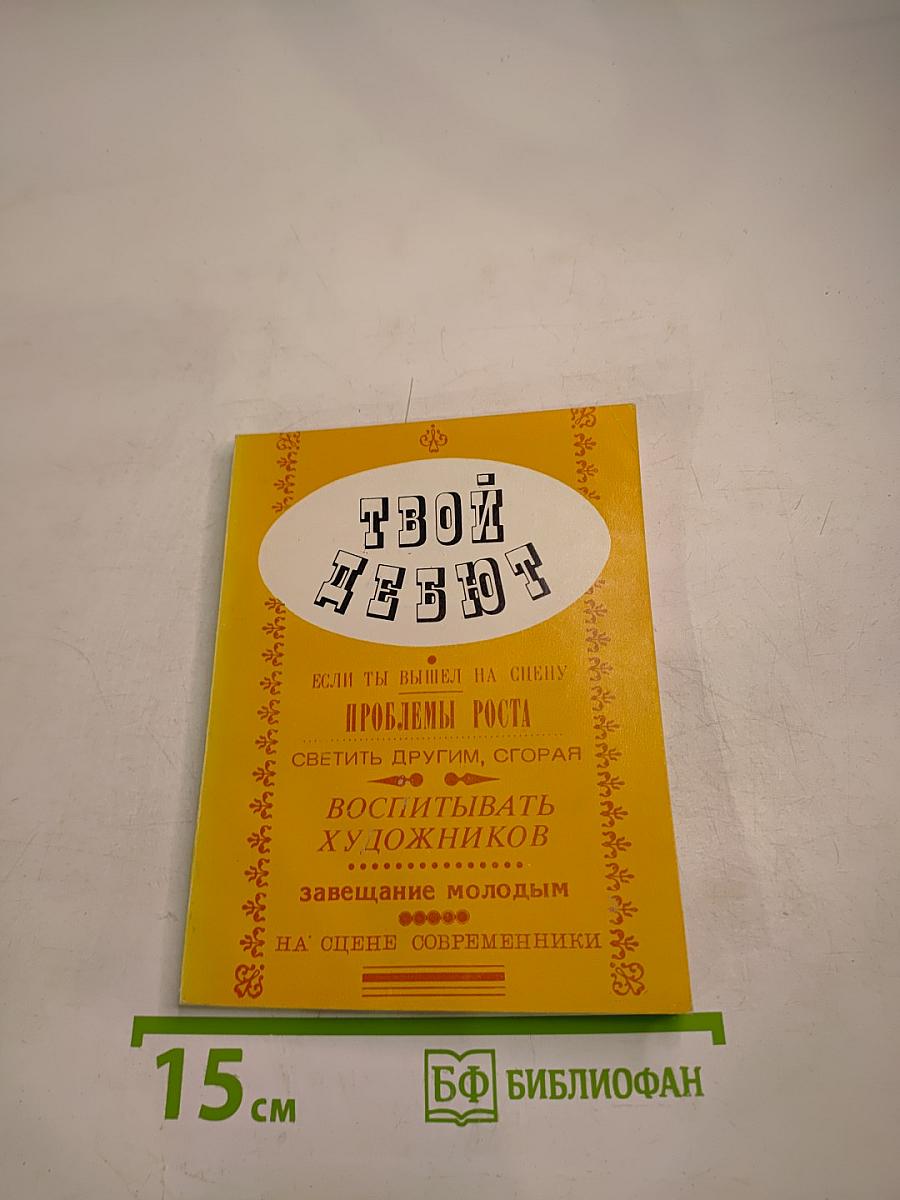 ТВОЙ
ДЕБЮТ
ЕСЛИ ТЫ ВЫШЕЛ НА СЦЕНУ
ПРОБЛЕМЫ РОСТА
СВЕТИТЬ ДРУГИМ, СГОРАЯ
ВОСПИТЫВАТЬ
ХУДОЖНИКОВ
завещание молодым
НА СЦЕНЕ СОВРЕМЕННИКИ
15 см
БФ БИБЛИОФАН